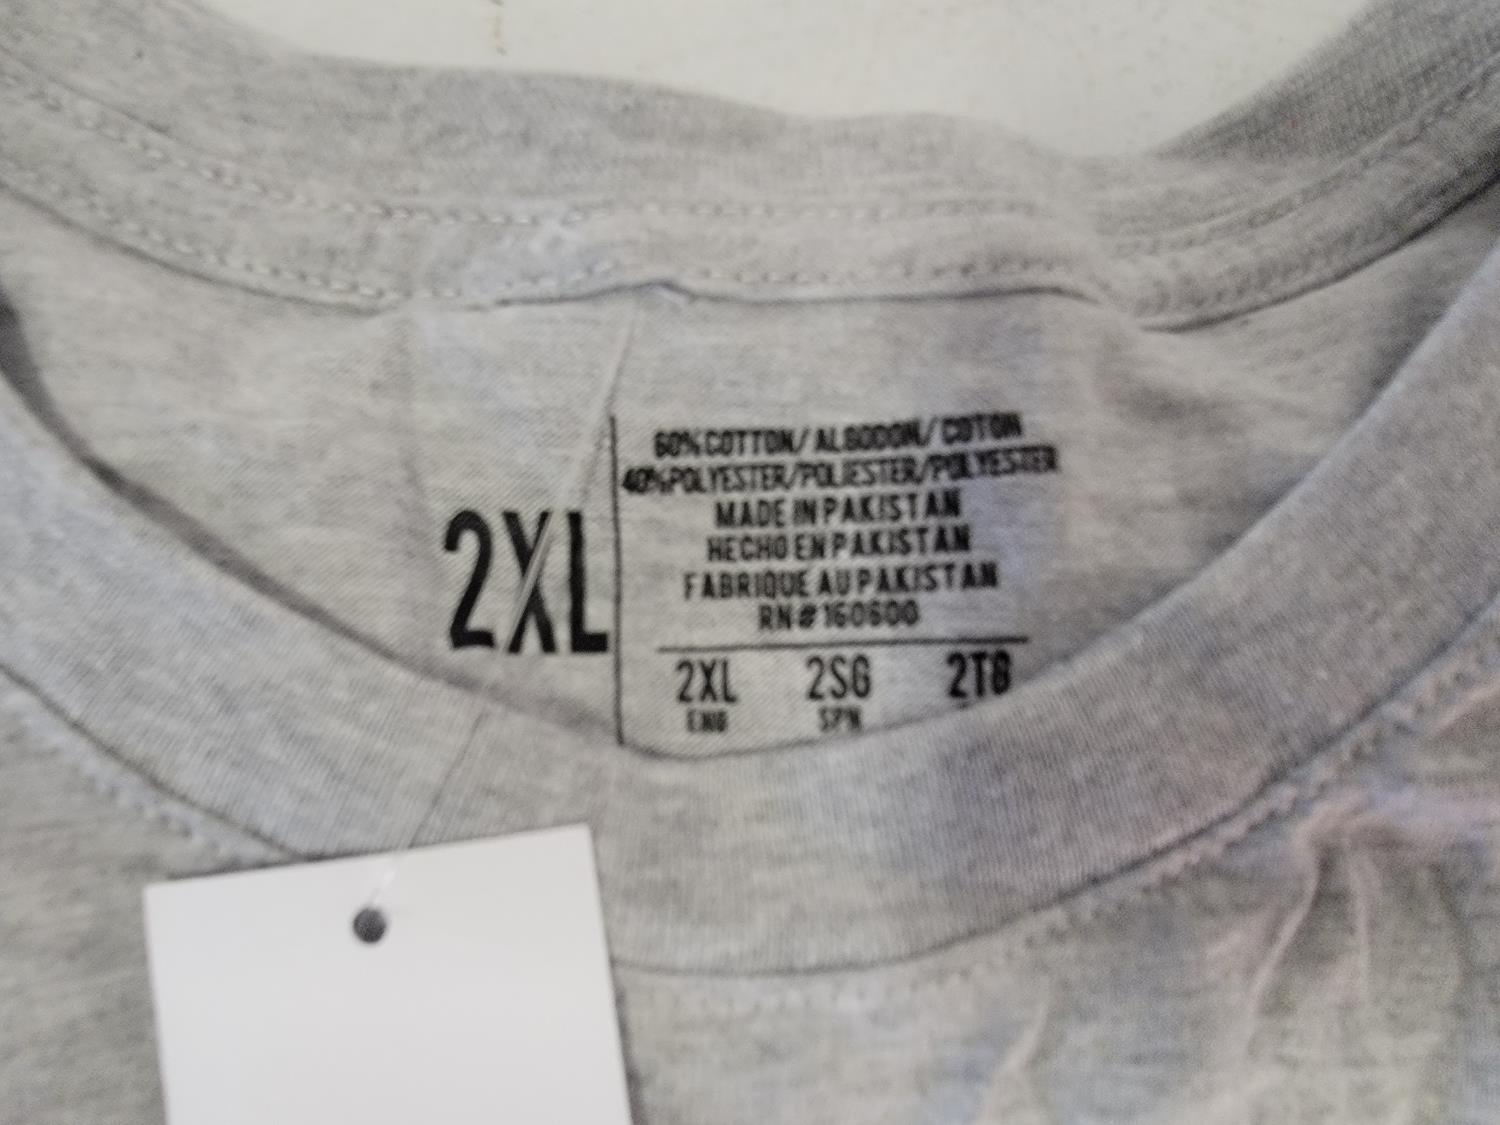 2XL
60%COTTON/ALGODON/COTON
40%POLYESTER/POLIESTER/POLYESTER
MADE IN PAKISTAN
HECHO EN PAKISTAN
FABRIQUE AU PAKISTAN
RN#160600
2XL 2SG 2TG
ENG SPN